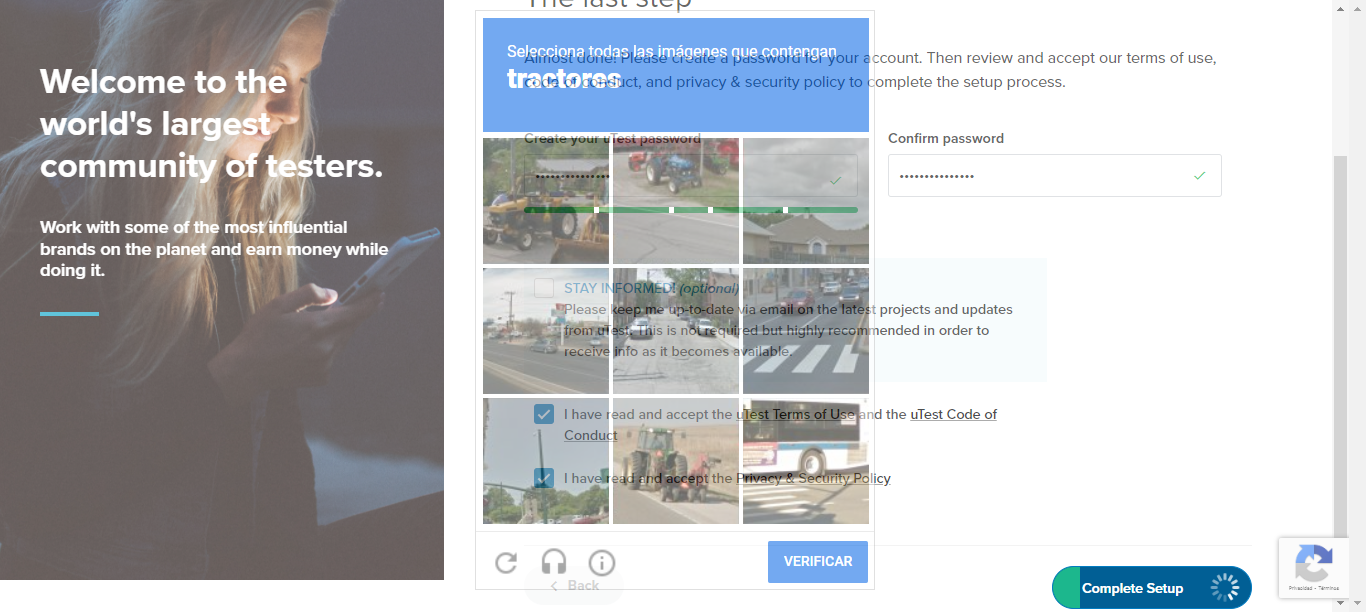 The last step
Welcome to the
world's largest
community of testers.
Work with some of the most influential
brands on the planet and earn money while
doing it.
Selecciona todas las imágenes que contengan
tractores
Almost done! Please create a password for your account. Then review and accept our terms of use,
code of conduct, and privacy & security policy to complete the setup process.
Create your uTest password
Confirm password
STAY INFORMED! (optional)
Please keep me up-to-date via email on the latest projects and updates
from uTest. This is not required but highly recommended in order to
receive info as it becomes available.
I have read and accept the uTest Terms of Use and the uTest Code of
Conduct
I have read and accept the Privacy & Security Policy
VERIFICAR
Back
Complete Setup
Privacidad - Términos